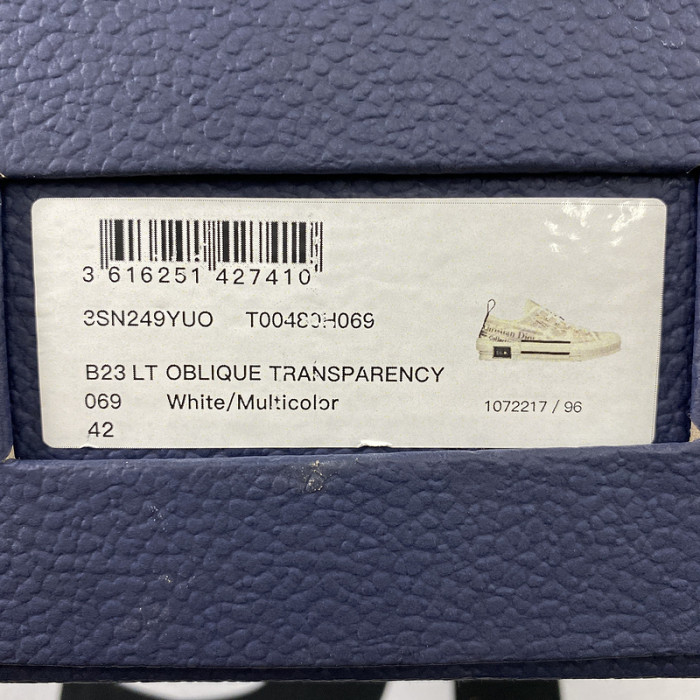 3 616251 427410
3SN249YUO T00480H069
B23 LT OBLIQUE TRANSPARENCY
069 White/Multicolor
42
1072217 / 96